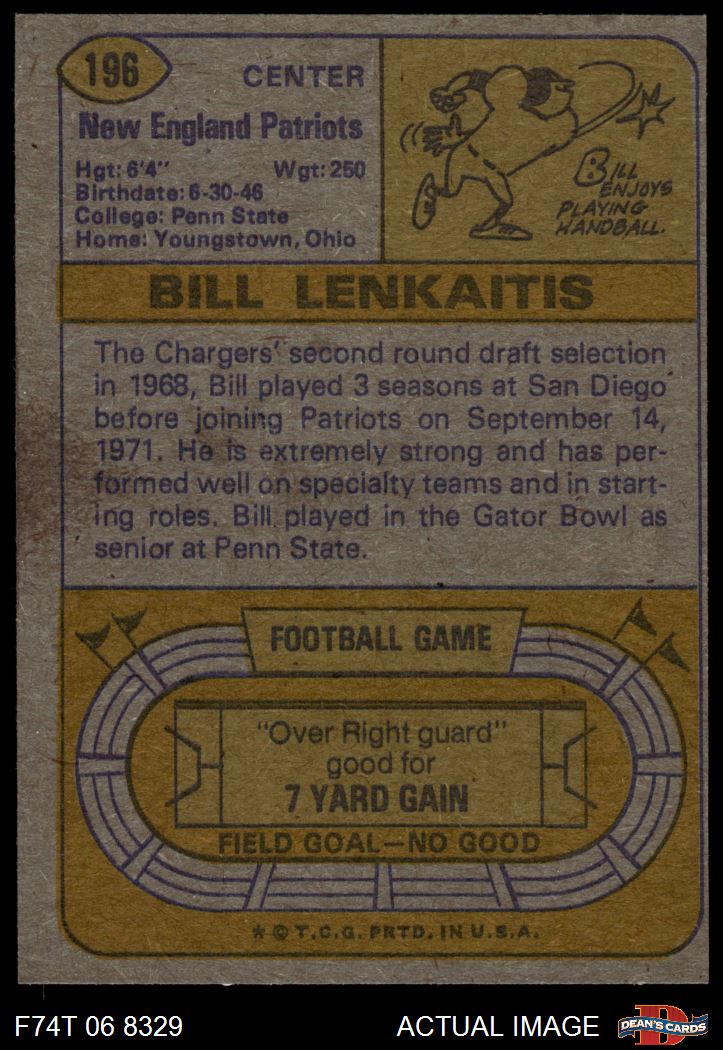 196
CENTER
New England Patriots
Hgt: 6'4" Wgt: 250
Birthdate: 6-30-46
College: Penn State
Home: Youngstown, Ohio
BILL
ENJOYS
PLAYING
HANDBALL.
BILL LENKAITIS
The Chargers' second round draft selection
in 1968, Bill played 3 seasons at San Diego
before joining Patriots on September 14,
1971. He is extremely strong and has per-
formed well on specialty teams and in start-
ing roles. Bill played in the Gator Bowl as
senior at Penn State.
FOOTBALL GAME
"Over Right guard"
good for
7 YARD GAIN
FIELD GOAL—NO GOOD
* © T.C.G. PRTD. IN U.S.A.
F74T 06 8329
ACTUAL IMAGE
D
DEAN'S CARDS